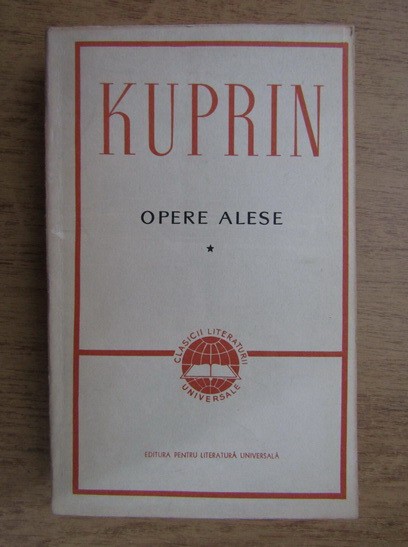 KUPRIN
OPERE ALESE
★
CLASICII LITERATURII
UNIVERSALE
EDITURA PENTRU LITERATURĂ UNIVERSALĂ